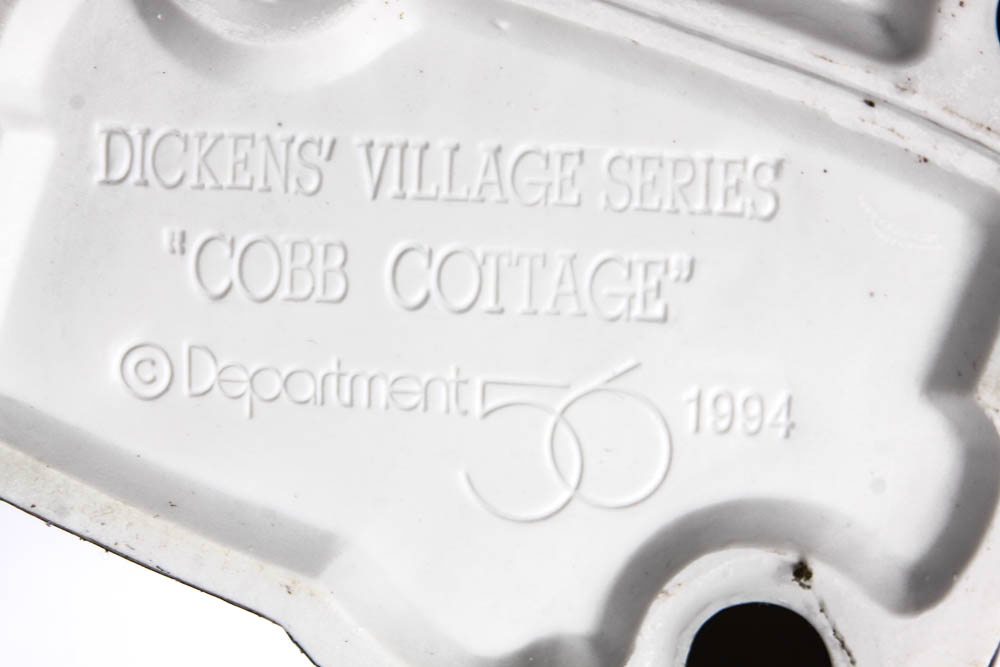 DICKENS' VILLAGE SERIES
"COBB COTTAGE"
© Department 56 1994